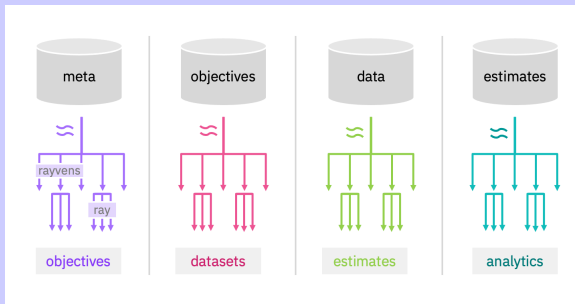 meta
objectives
data
estimates
rayvens
ray
objectives
datasets
estimates
analytics